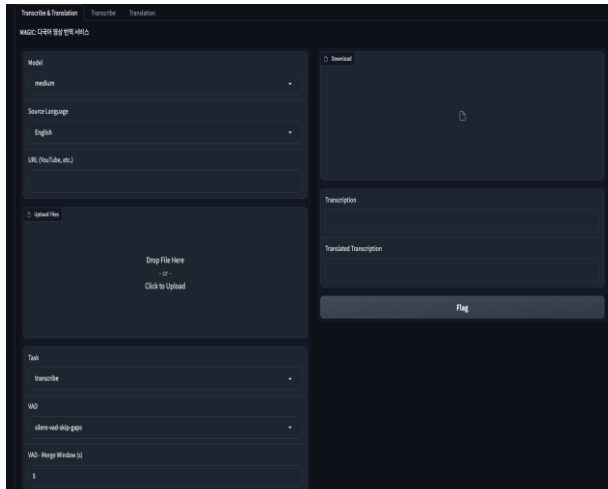 Transcribe & Translation Transcribe Translation
MAGIC: 다국어 영상 번역 서비스
Model
medium
Source Language
English
URL (YouTube, etc.)
Upload Files
Drop File Here
- or -
Click to Upload
Task
transcribe
VAD
silero-vad-skip-gaps
VAD - Merge Window (s)
5
Download
Transcription
Translated Transcription
Flag